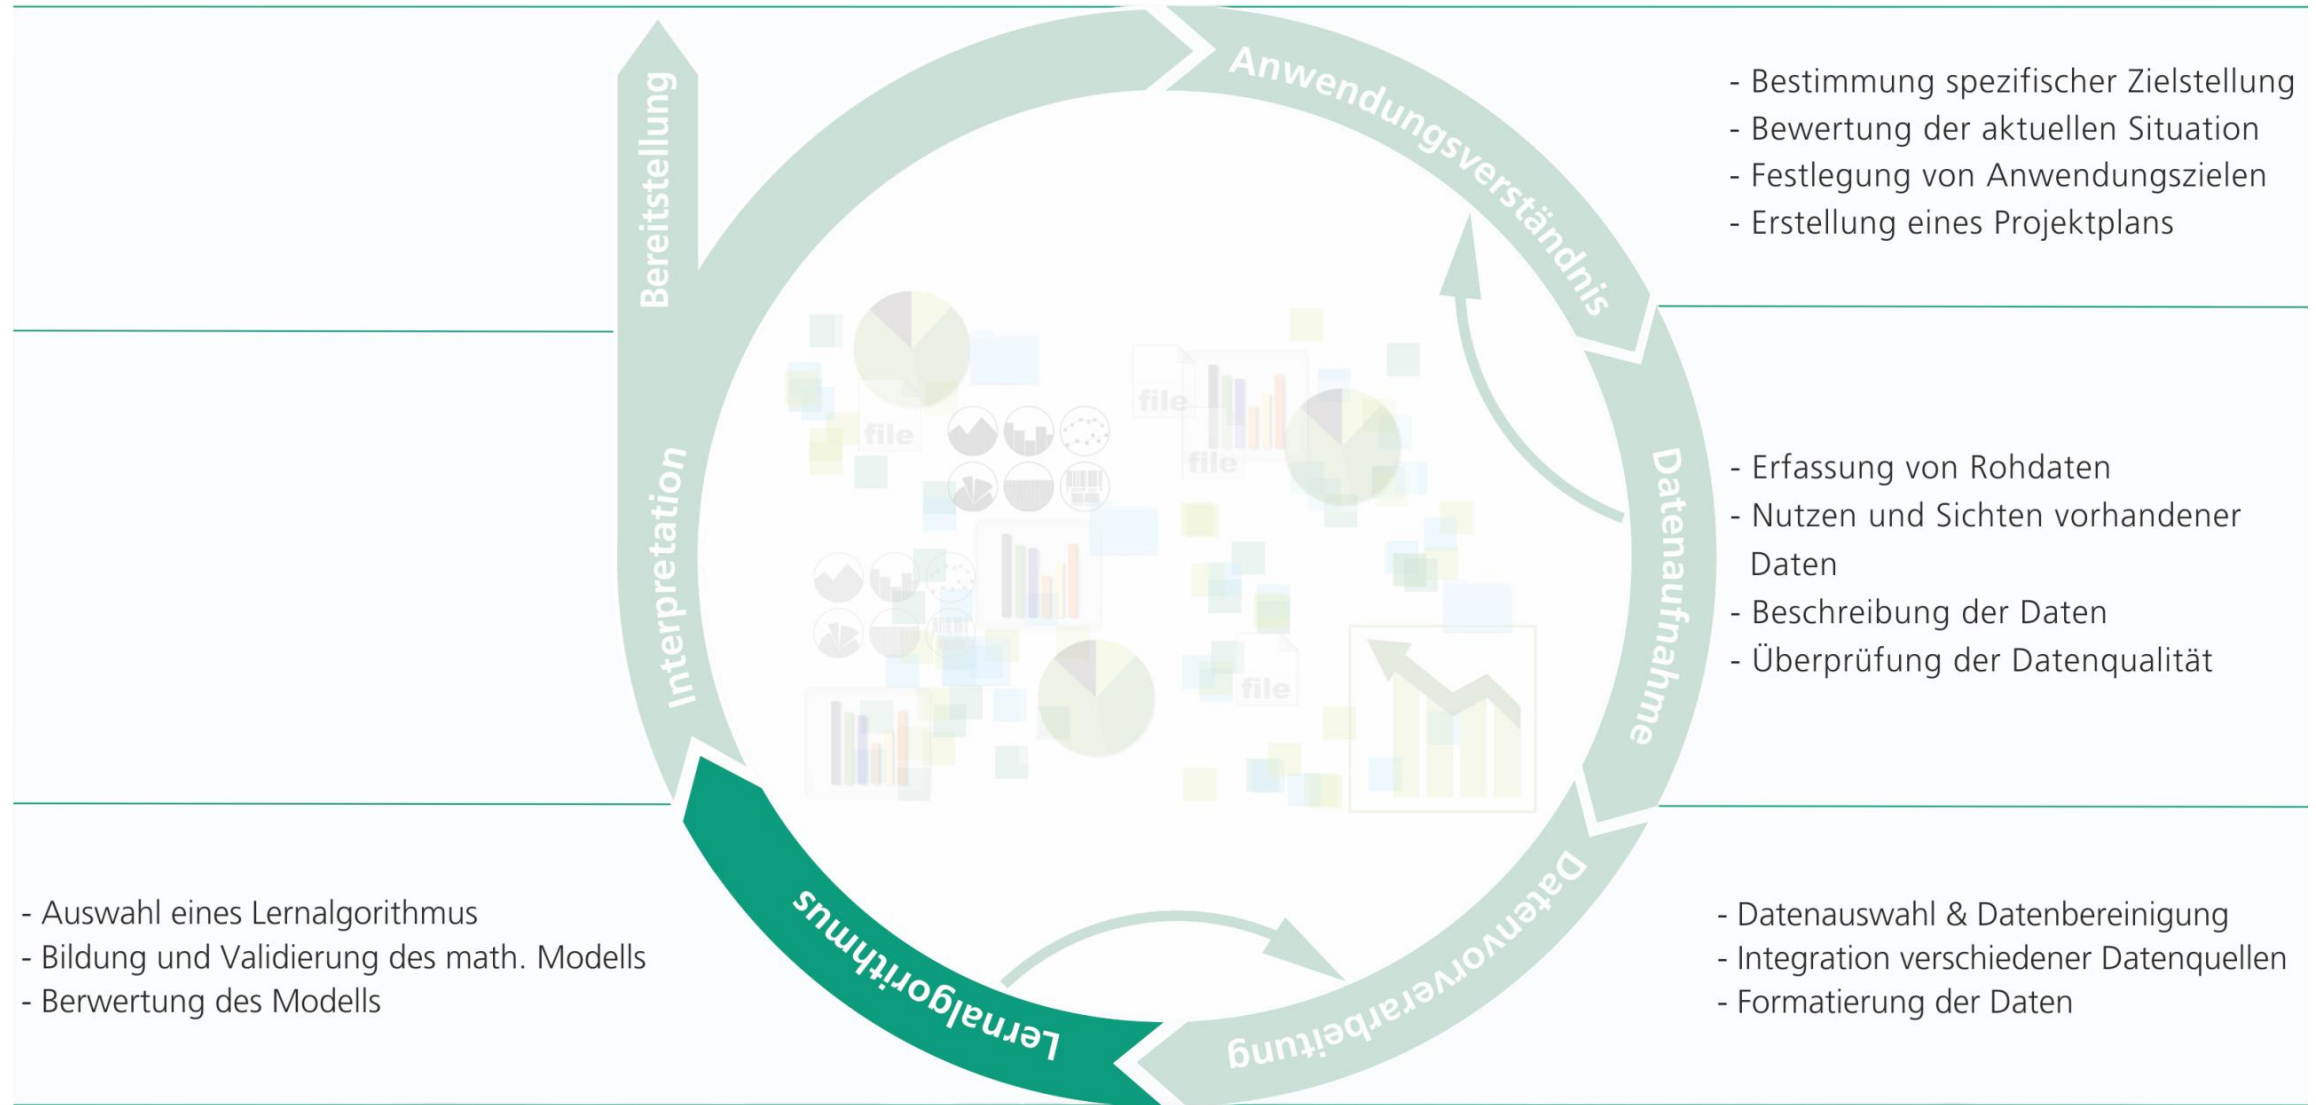 Anwendungsverständnis
- Bestimmung spezifischer Zielstellung
- Bewertung der aktuellen Situation
- Festlegung von Anwendungszielen
- Erstellung eines Projektplans
Datenaufnahme
- Erfassung von Rohdaten
- Nutzen und Sichten vorhandener
Daten
- Beschreibung der Daten
- Überprüfung der Datenqualität
Datenvorverarbeitung
- Datenauswahl & Datenbereinigung
- Integration verschiedener Datenquellen
- Formatierung der Daten
Lernalgorithmus
- Auswahl eines Lernalgorithmus
- Bildung und Validierung des math. Modells
- Berwertung des Modells
Interpretation
Bereitstellung
file
file
file
file